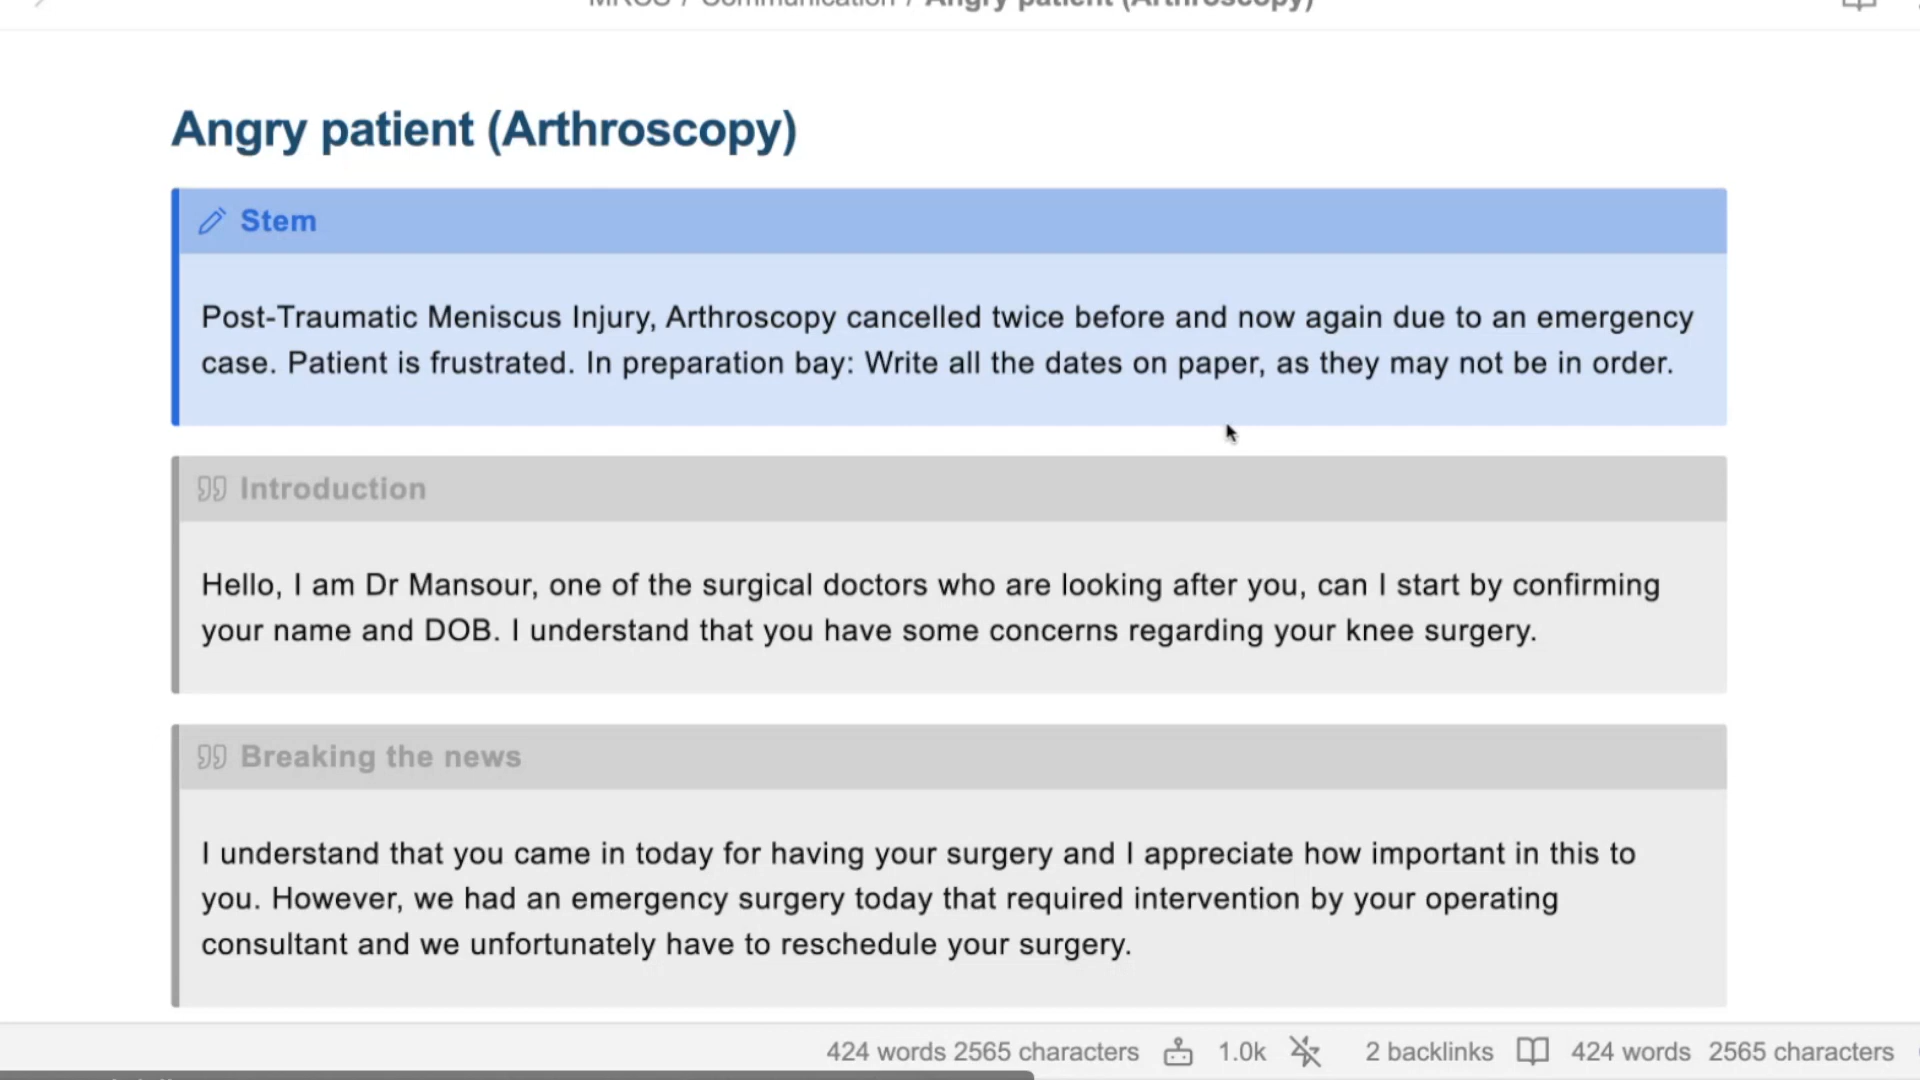 MRCS / Communication / Angry patient (Arthroscopy)
Angry patient (Arthroscopy)
Stem
Post-Traumatic Meniscus Injury, Arthroscopy cancelled twice before and now again due to an emergency
case. Patient is frustrated. In preparation bay: Write all the dates on paper, as they may not be in order.
Introduction
Hello, I am Dr Mansour, one of the surgical doctors who are looking after you, can I start by confirming
your name and DOB. I understand that you have some concerns regarding your knee surgery.
Breaking the news
I understand that you came in today for having your surgery and I appreciate how important in this to
you. However, we had an emergency surgery today that required intervention by your operating
consultant and we unfortunately have to reschedule your surgery.
424 words 2565 characters 1.0k 2 backlinks 424 words 2565 characters